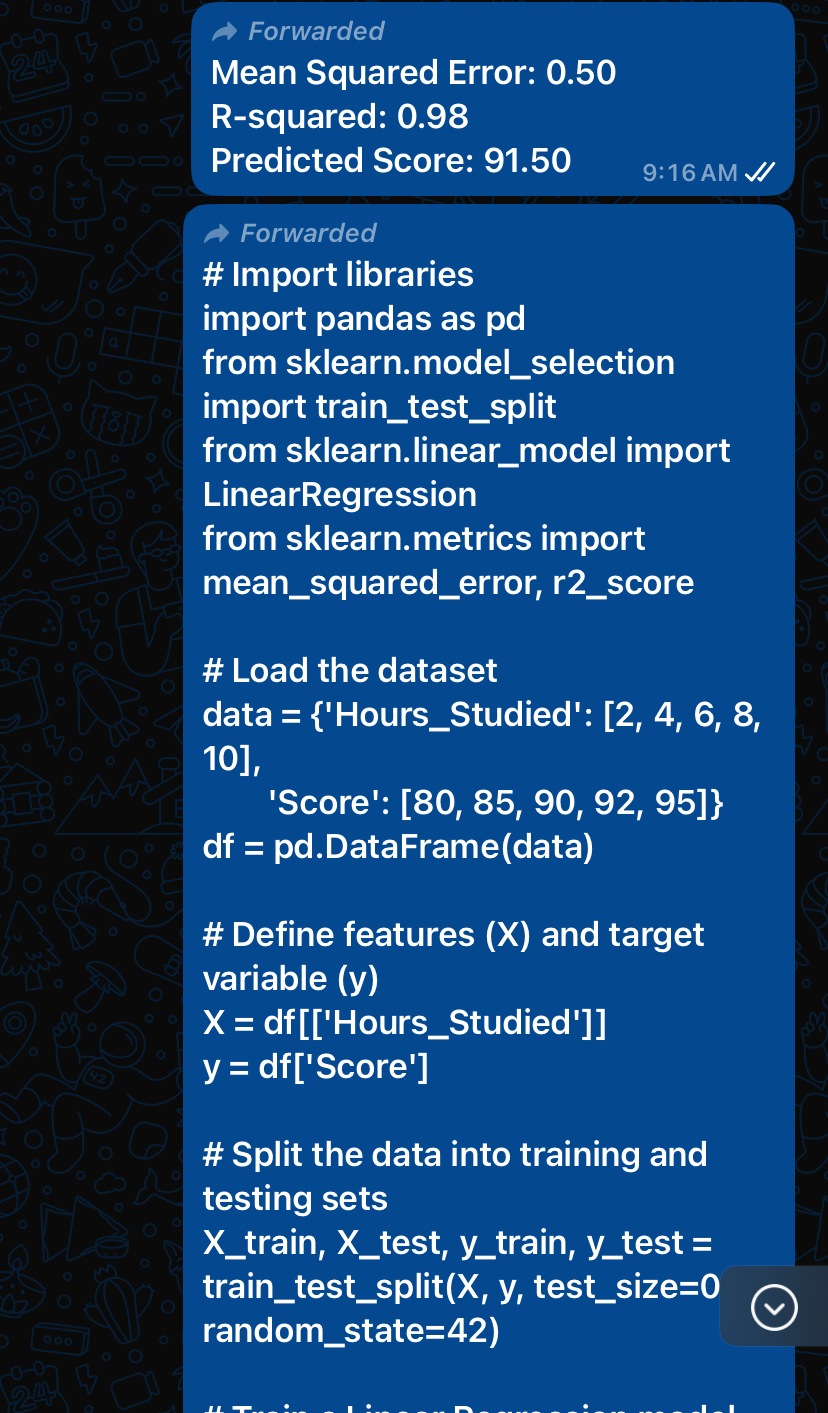 Forwarded
Mean Squared Error: 0.50
R-squared: 0.98
Predicted Score: 91.50
9:16 AM
Forwarded
# Import libraries
import pandas as pd
from sklearn.model_selection
import train_test_split
from sklearn.linear_model import
LinearRegression
from sklearn.metrics import
mean_squared_error, r2_score
# Load the dataset
data = {'Hours_Studied': [2, 4, 6, 8,
10],
        'Score': [80, 85, 90, 92, 95]}
df = pd.DataFrame(data)
# Define features (X) and target
variable (y)
X = df[['Hours_Studied']]
y = df['Score']
# Split the data into training and
testing sets
X_train, X_test, y_train, y_test =
train_test_split(X, y, test_size=0
random_state=42)
# Train a Linear Regression model